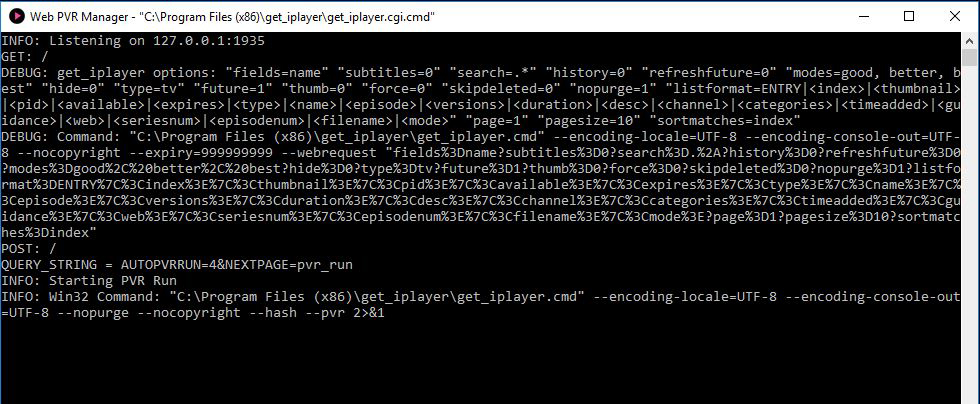 Web PVR Manager - "C:\Program Files (x86)\get_iplayer\get_iplayer.cgi.cmd"
INFO: Listening on 127.0.0.1:1935
GET: /
DEBUG: get_iplayer options: "fields=name" "subtitles=0" "search=.*" "history=0" "refreshfuture=0" "modes=good, better, b
est" "hide=0" "type=tv" "future=1" "thumb=0" "force=0" "skipdeleted=0" "nopurge=1" "listformat=ENTRY|<index>|<thumbnail>
|<pid>|<available>|<expires>|<type>|<name>|<episode>|<versions>|<duration>|<desc>|<channel>|<categories>|<timeadded>|<gu
idance>|<web>|<seriesnum>|<episodenum>|<filename>|<mode>" "page=1" "pagesize=10" "sortmatches=index"
DEBUG: Command: "C:\Program Files (x86)\get_iplayer\get_iplayer.cmd" --encoding-locale=UTF-8 --encoding-console-out=UTF-
8 --nocopyright --expiry=999999999 --webrequest "fields%3Dname?subtitles%3D0?search%3D.%2A?history%3D0?refreshfuture%3D0
?modes%3Dgood%2C%20better%2C%20best?hide%3D0?type%3Dtv?future%3D1?thumb%3D0?force%3D0?skipdeleted%3D0?nopurge%3D1?listfo
rmat%3DENTRY%7C%3Cindex%3E%7C%3Cthumbnail%3E%7C%3Cpid%3E%7C%3Cavailable%3E%7C%3Cexpires%3E%7C%3Ctype%3E%7C%3Cname%3E%7C%
3Cepisode%3E%7C%3Cversions%3E%7C%3Cduration%3E%7C%3Cdesc%3E%7C%3Cchannel%3E%7C%3Ccategories%3E%7C%3Ctimeadded%3E%7C%3Cgu
idance%3E%7C%3Cweb%3E%7C%3Cseriesnum%3E%7C%3Cepisodenum%3E%7C%3Cfilename%3E%7C%3Cmode%3E?page%3D1?pagesize%3D10?sortmatc
hes%3Dindex"
POST: /
QUERY_STRING = AUTOPVRRUN=4&NEXTPAGE=pvr_run
INFO: Starting PVR Run
INFO: Win32 Command: "C:\Program Files (x86)\get_iplayer\get_iplayer.cmd" --encoding-locale=UTF-8 --encoding-console-out
=UTF-8 --nopurge --nocopyright --hash --pvr 2>&1